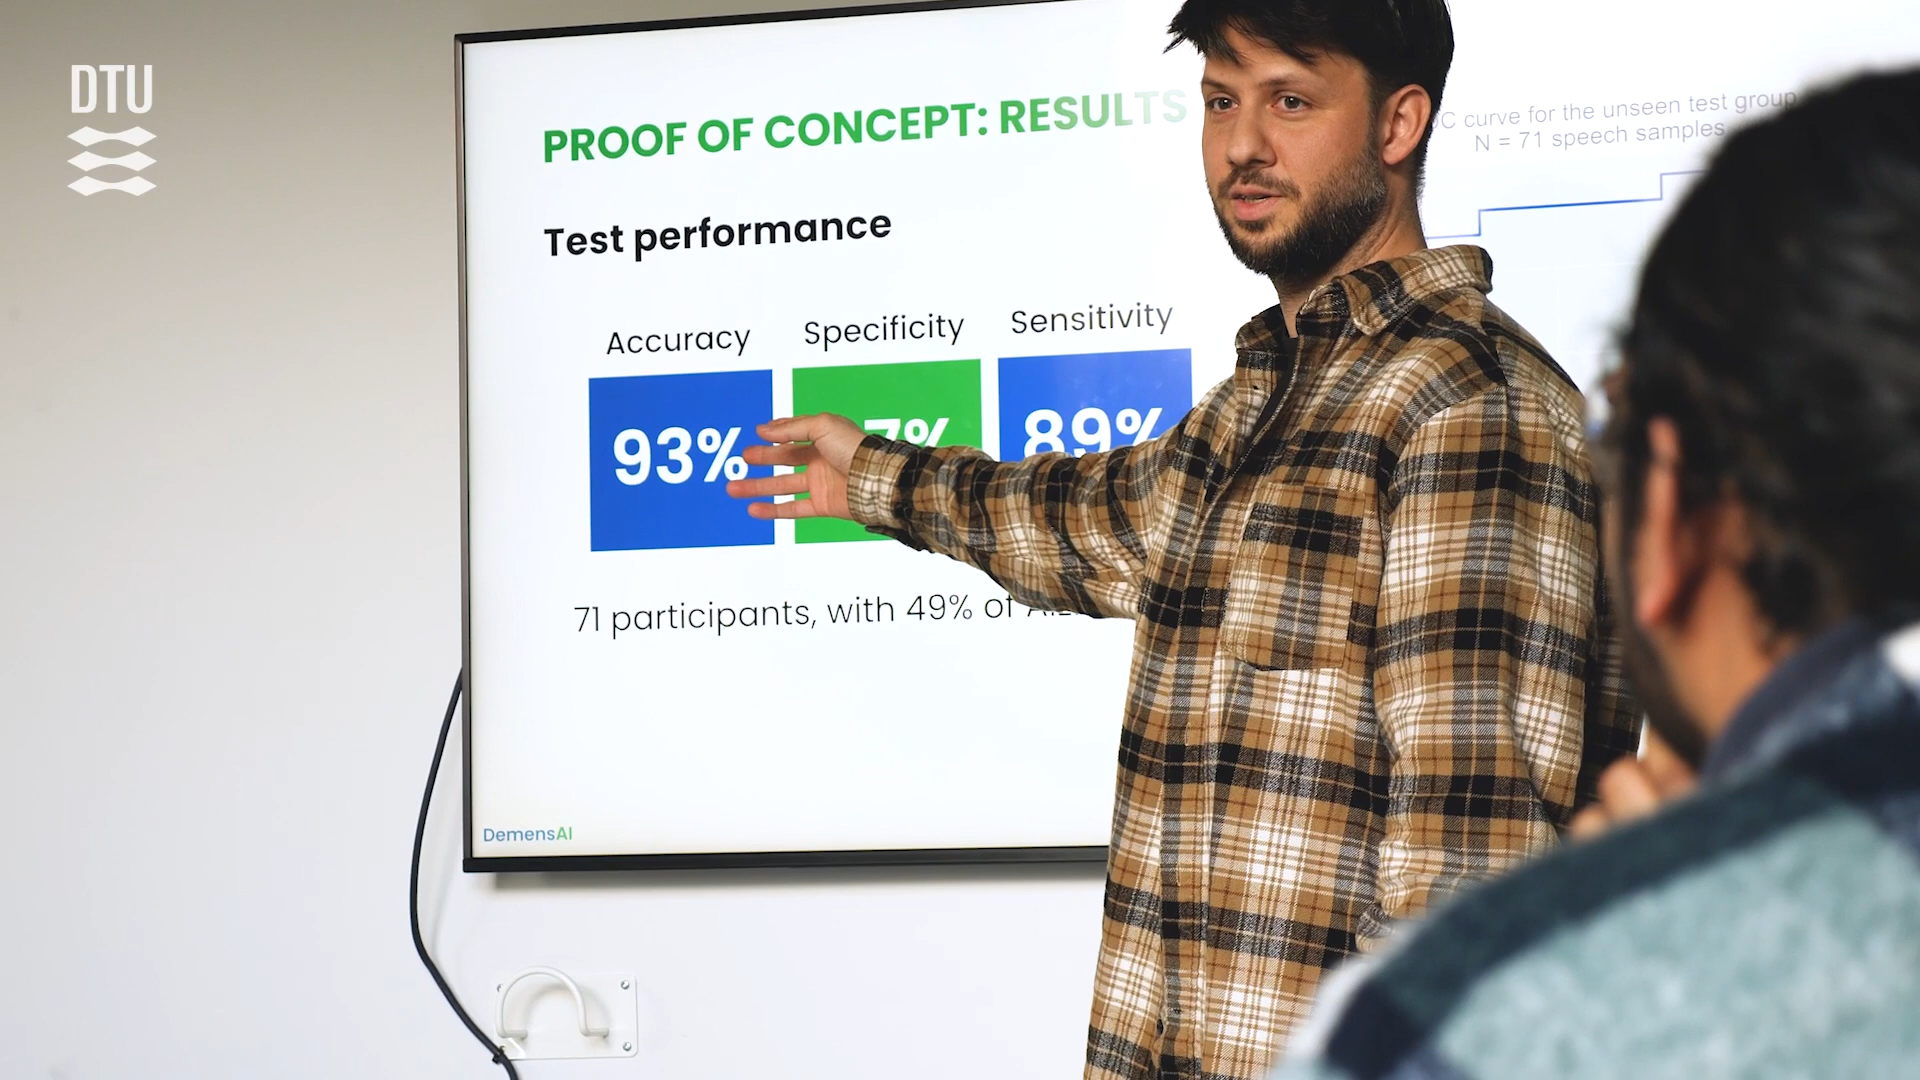 DTU
PROOF OF CONCEPT: RESULTS
Test performance
Accuracy Specificity Sensitivity
93% 7% 89%
71 participants, with 49% of
curve for the unseen test group
N = 71 speech samples
DemensAI